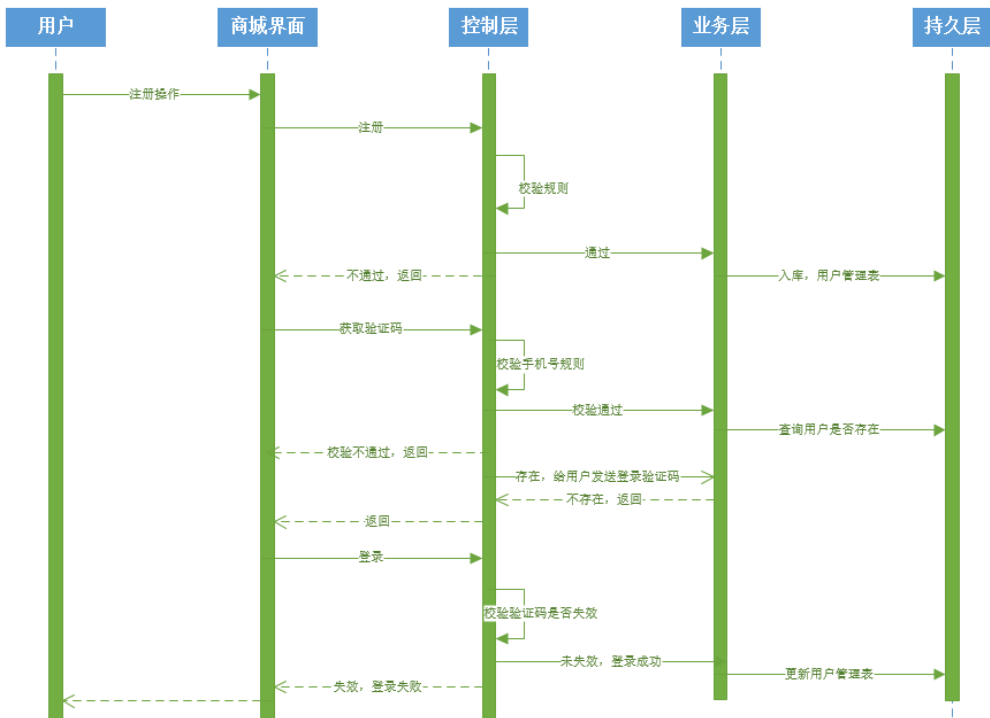 用户
商城界面
控制层
业务层
持久层
注册操作
注册
校验规则
通过
不通过，返回
入库，用户管理表
获取验证码
校验手机号规则
校验通过
查询用户是否存在
校验不通过，返回
存在，给用户发送登录验证码
不存在，返回
返回
登录
校验验证码是否失效
未失效，登录成功
更新用户管理表
失效，登录失败